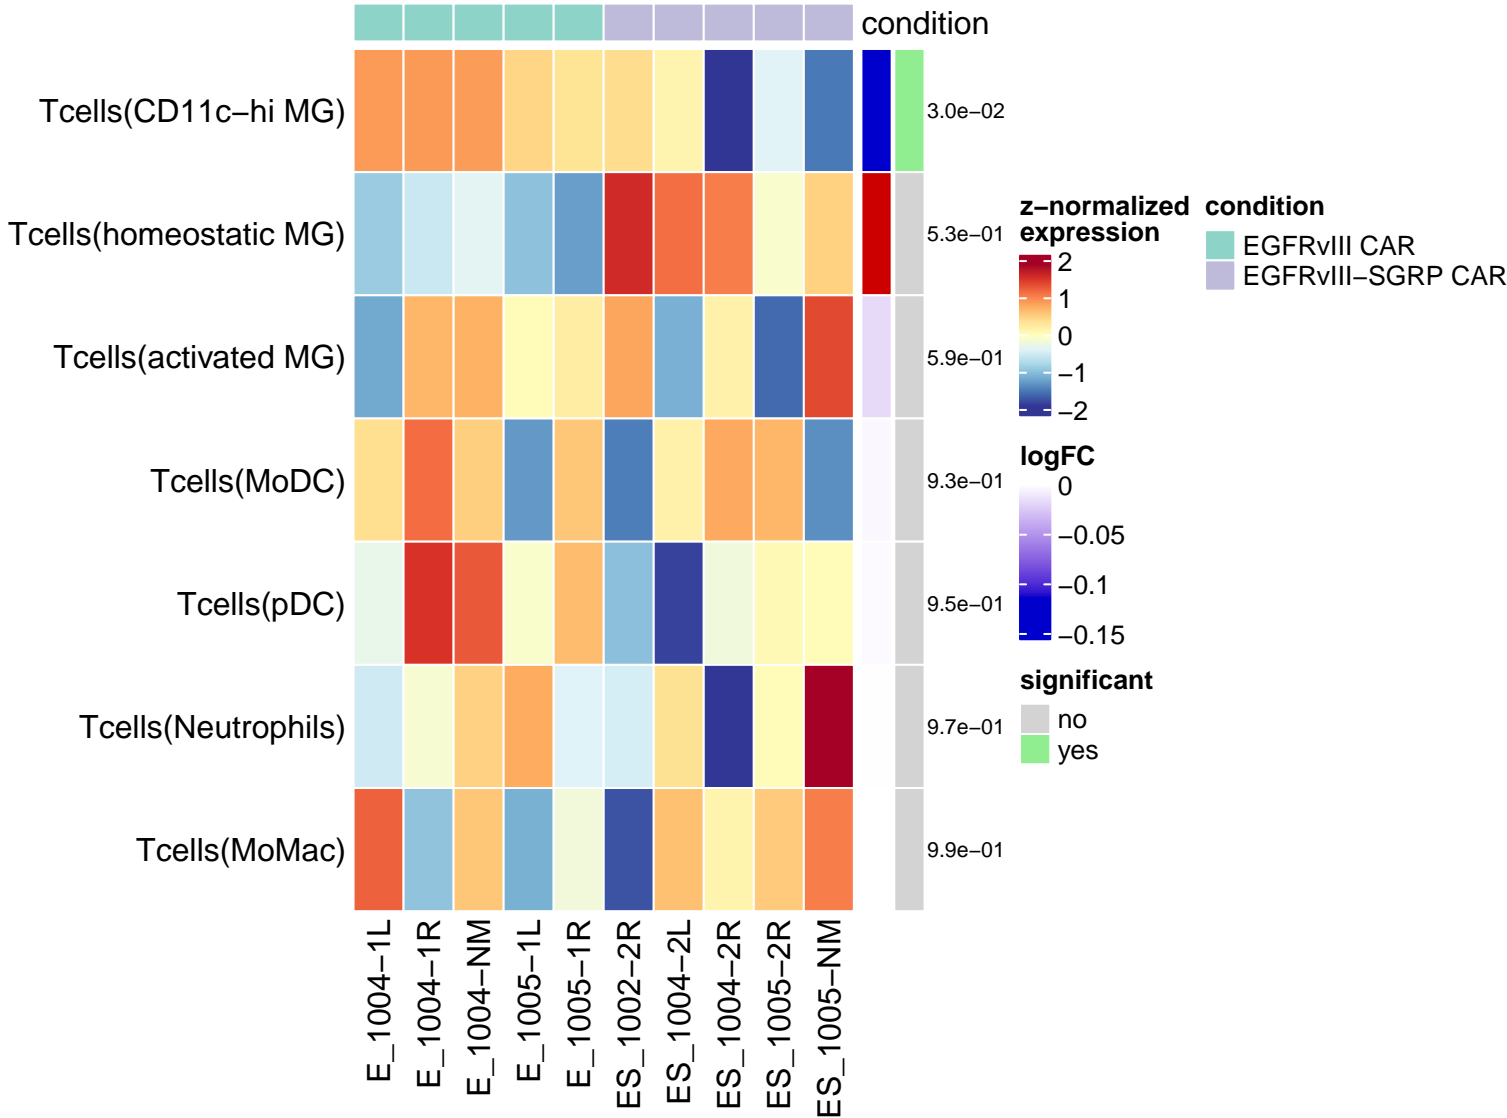 condition
Tcells(CD11c−hi MG)
3.0e−02
Tcells(homeostatic MG)
5.3e−01
Tcells(activated MG)
5.9e−01
Tcells(MoDC)
9.3e−01
Tcells(pDC)
9.5e−01
Tcells(Neutrophils)
9.7e−01
Tcells(MoMac)
9.9e−01
E_1004−1L
E_1004−1R
E_1004−NM
E_1005−1L
E_1005−1R
ES_1002−2R
ES_1004−2L
ES_1004−2R
ES_1005−2R
ES_1005−NM
z−normalized
expression
2
1
0
−1
−2
logFC
0
−0.05
−0.1
−0.15
significant
no
yes
condition
EGFRvIII CAR
EGFRvIII−SGRP CAR